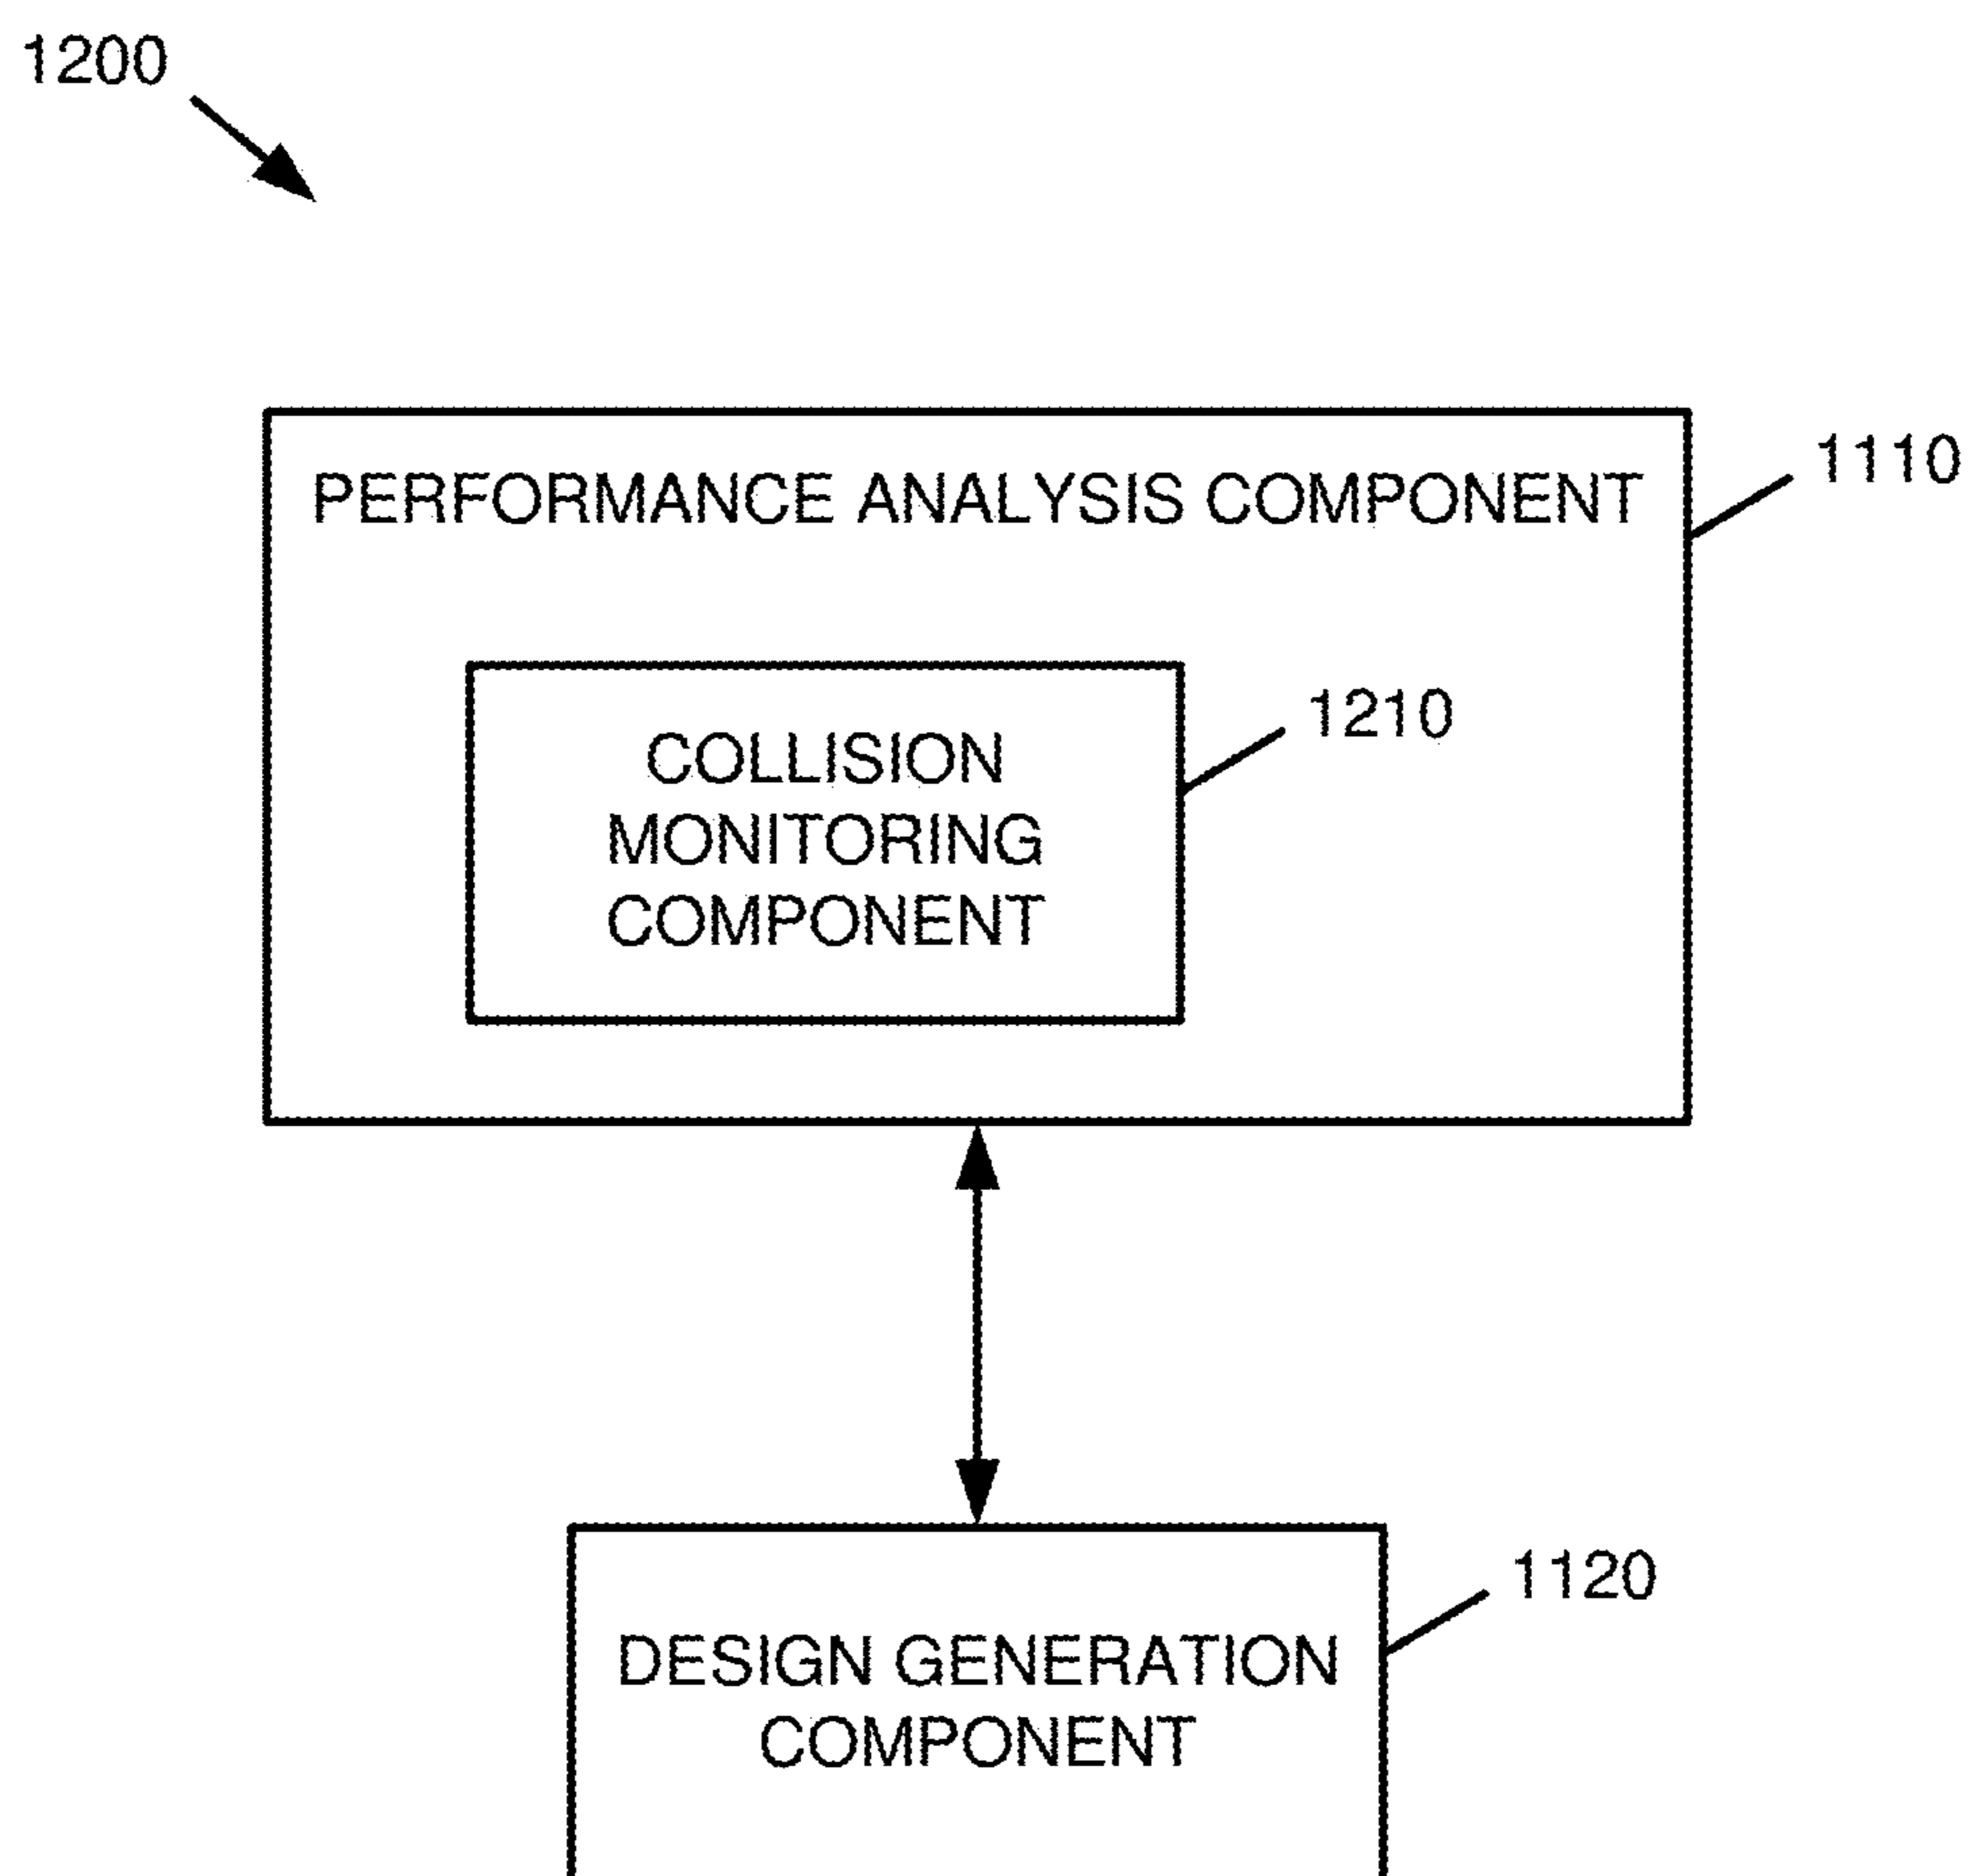 1200
PERFORMANCE ANALYSIS COMPONENT
1110
COLLISION
MONITORING
COMPONENT
1210
DESIGN GENERATION
COMPONENT
1120